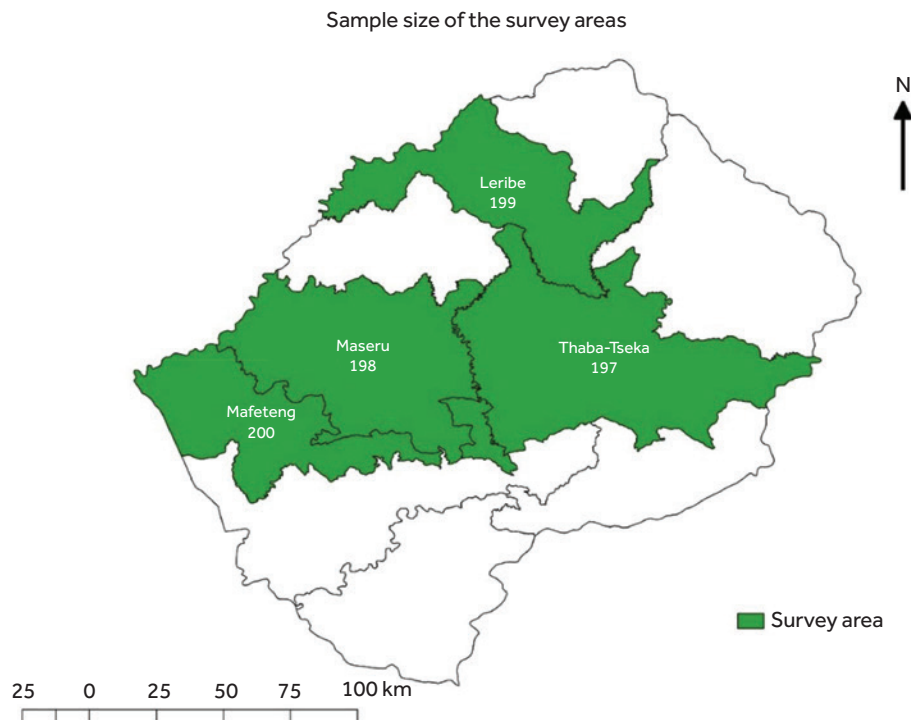 Sample size of the survey areas
N
Leribe
199
Maseru
198
Thaba-Tseka
197
Mafeteng
200
Survey area
25 0 25 50 75 100 km